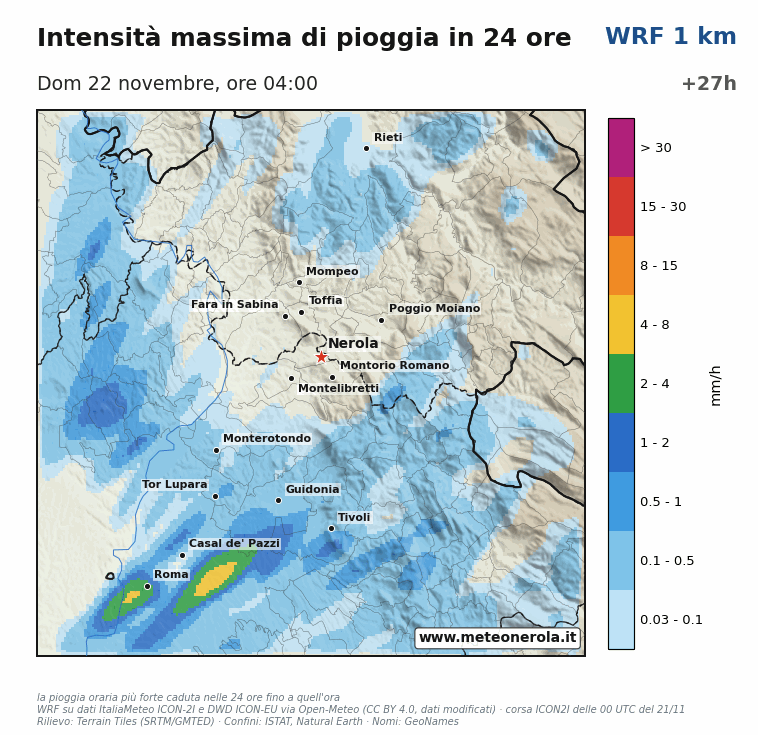 Intensità massima di pioggia in 24 ore
WRF 1 km
Dom 22 novembre, ore 04:00
+27h
Rieti
Mompeo
Fara in Sabina
Toffia
Poggio Moiano
Nerola
Montorio Romano
Montelibretti
Monterotondo
Tor Lupara
Guidonia
Tivoli
Casal de' Pazzi
Roma
www.meteonerola.it
> 30
15 - 30
8 - 15
4 - 8
2 - 4
1 - 2
0.5 - 1
0.1 - 0.5
0.03 - 0.1
mm/h
la pioggia oraria più forte caduta nelle 24 ore fino a quell'ora
WRF su dati ItaliaMeteo ICON-2I e DWD ICON-EU via Open-Meteo (CC BY 4.0, dati modificati) · corsa ICON2I delle 00 UTC del 21/11
Rilievo: Terrain Tiles (SRTM/GMTED) · Confini: ISTAT, Natural Earth · Nomi: GeoNames